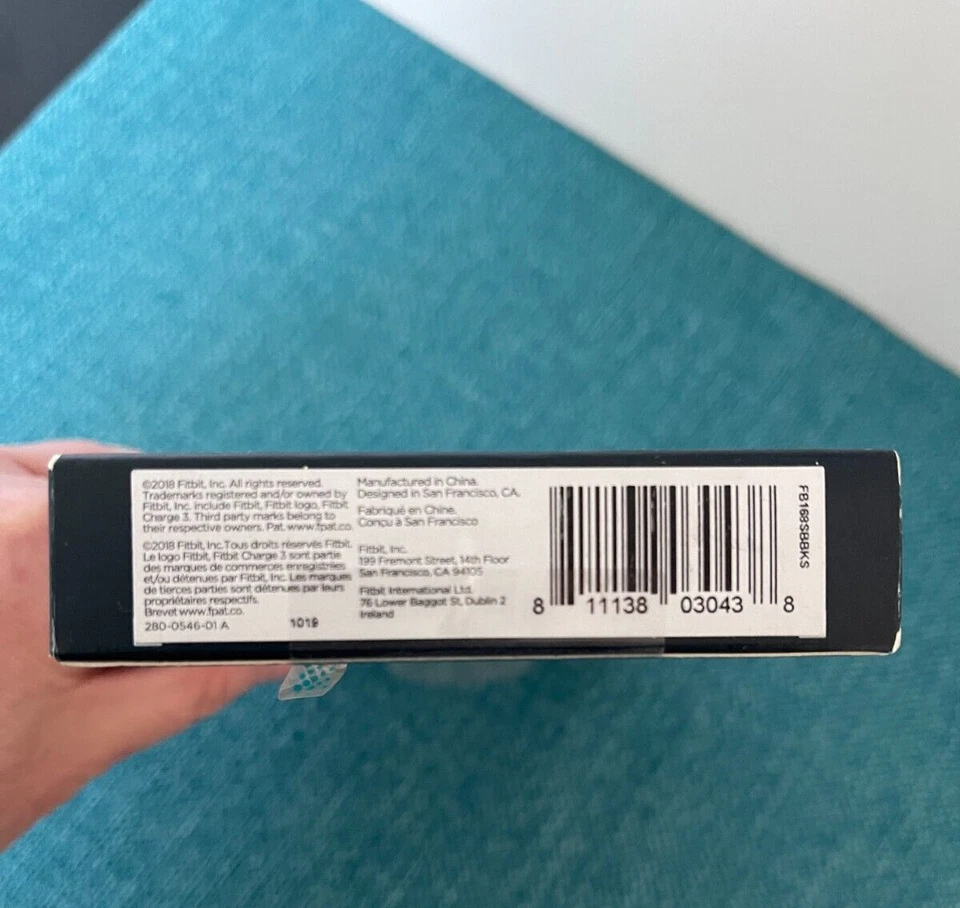 ©2018 Fitbit, Inc. All rights reserved.
Trademarks registered and/or owned by
Fitbit, Inc. include Fitbit, Fitbit logo, Fitbit
Charge 3. Third party marks belong to
their respective owners. Pat. www.fpat.co.
©2018 Fitbit, Inc.Tous droits réservés Fitbit.
Le logo Fitbit, Fitbit Charge 3 sont partie
des marques de commerces enregistrées
et/ou détenues par Fitbit, Inc. Les marques
de tierces parties sont détenues par leurs
propriétaires respectifs.
Brevet www.fpat.co.
280-0546-01 A
1019
Manufactured in China.
Designed in San Francisco, CA.
Fabriqué en Chine.
Conçu à San Francisco
Fitbit, Inc.
199 Fremont Street, 14th Floor
San Francisco, CA 94105
Fitbit International Ltd.
76 Lower Baggot St, Dublin 2
Ireland
8 11138 03043 8
FB168SBBKS